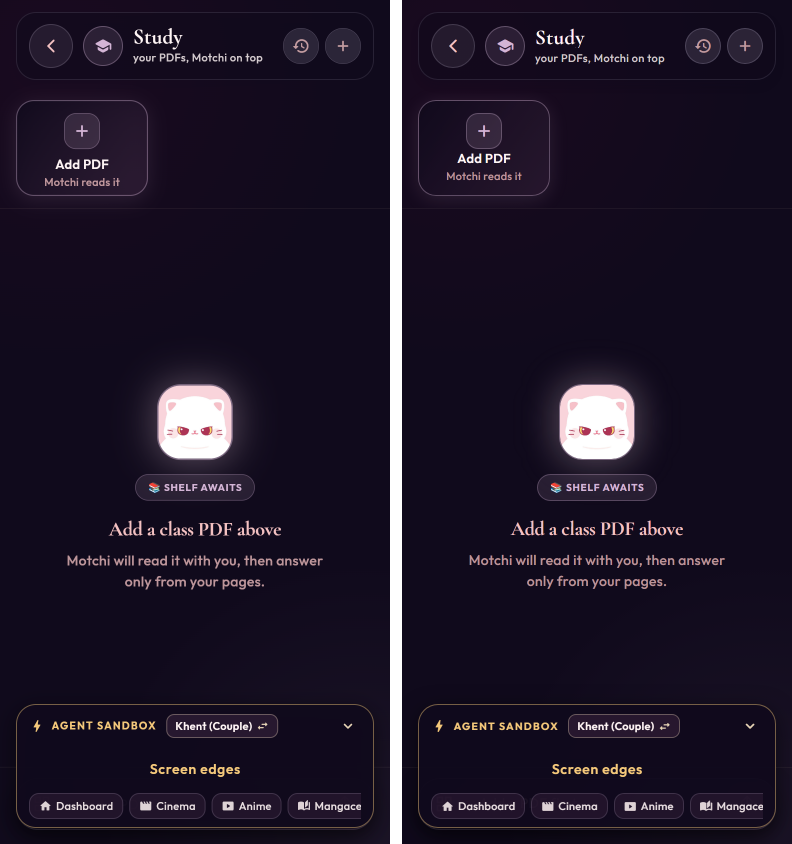 Study
your PDFs, Motchi on top
Add PDF
Motchi reads it
SHELF AWAITS
Add a class PDF above
Motchi will read it with you, then answer
only from your pages.
AGENT SANDBOX Khent (Couple)
Screen edges
Dashboard Cinema Anime Mangace
Study
your PDFs, Motchi on top
Add PDF
Motchi reads it
SHELF AWAITS
Add a class PDF above
Motchi will read it with you, then answer
only from your pages.
AGENT SANDBOX Khent (Couple)
Screen edges
Dashboard Cinema Anime Mangace